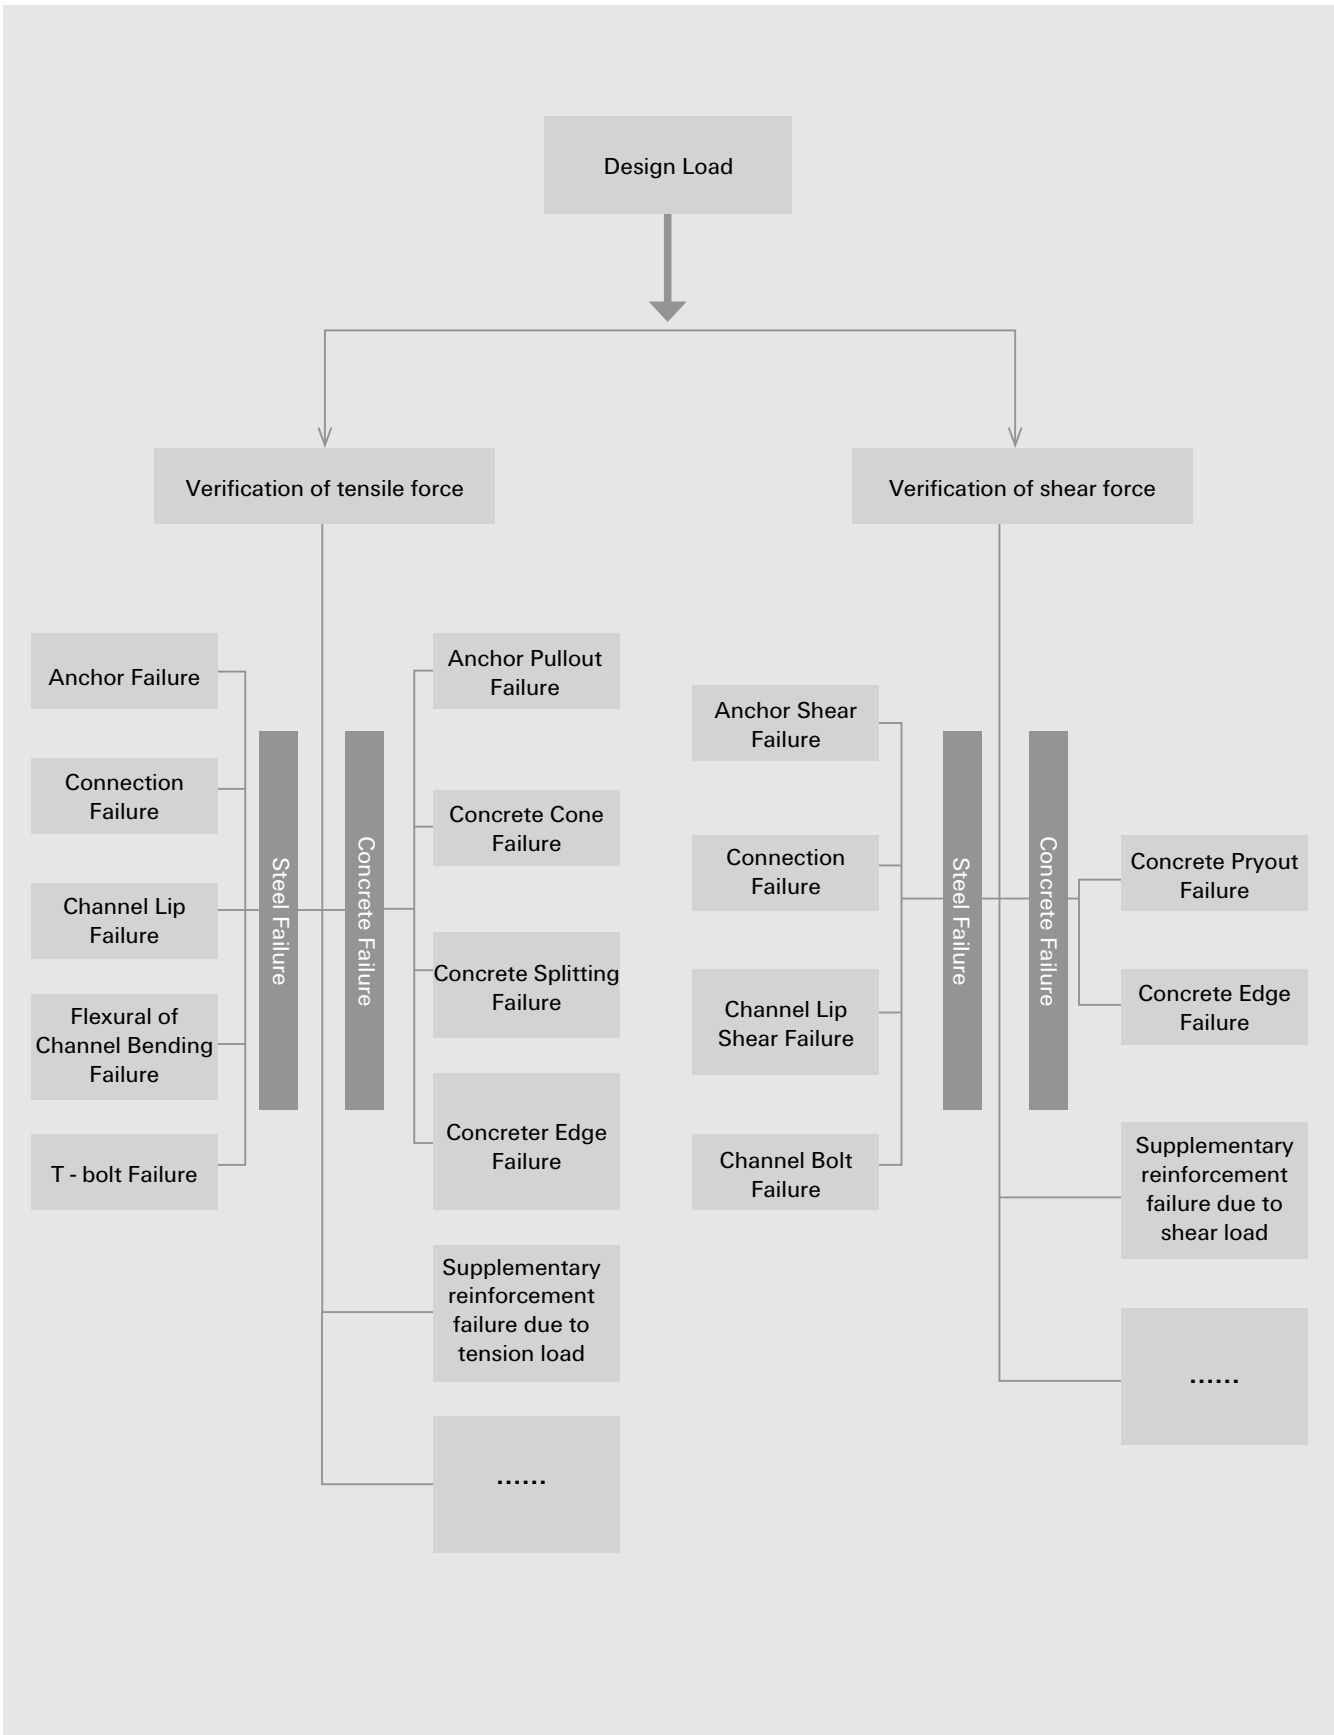 Design Load
Verification of tensile force
Verification of shear force
Anchor Failure
Connection
Failure
Channel Lip
Failure
Flexural of
Channel Bending
Failure
T - bolt Failure
Steel Failure
Concrete Failure
Anchor Pullout
Failure
Concrete Cone
Failure
Concrete Splitting
Failure
Concreter Edge
Failure
Supplementary
reinforcement
failure due to
tension load
......
Anchor Shear
Failure
Connection
Failure
Channel Lip
Shear Failure
Channel Bolt
Failure
Steel Failure
Concrete Failure
Concrete Pryout
Failure
Concrete Edge
Failure
Supplementary
reinforcement
failure due to
shear load
......